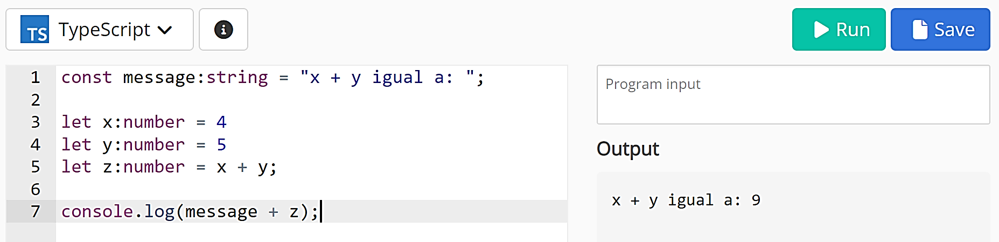 TS TypeScript
Run
Save
1 const message:string = "x + y igual a: ";
2
3 let x:number = 4
4 let y:number = 5
5 let z:number = x + y;
6
7 console.log(message + z);
Program input
Output
x + y igual a: 9